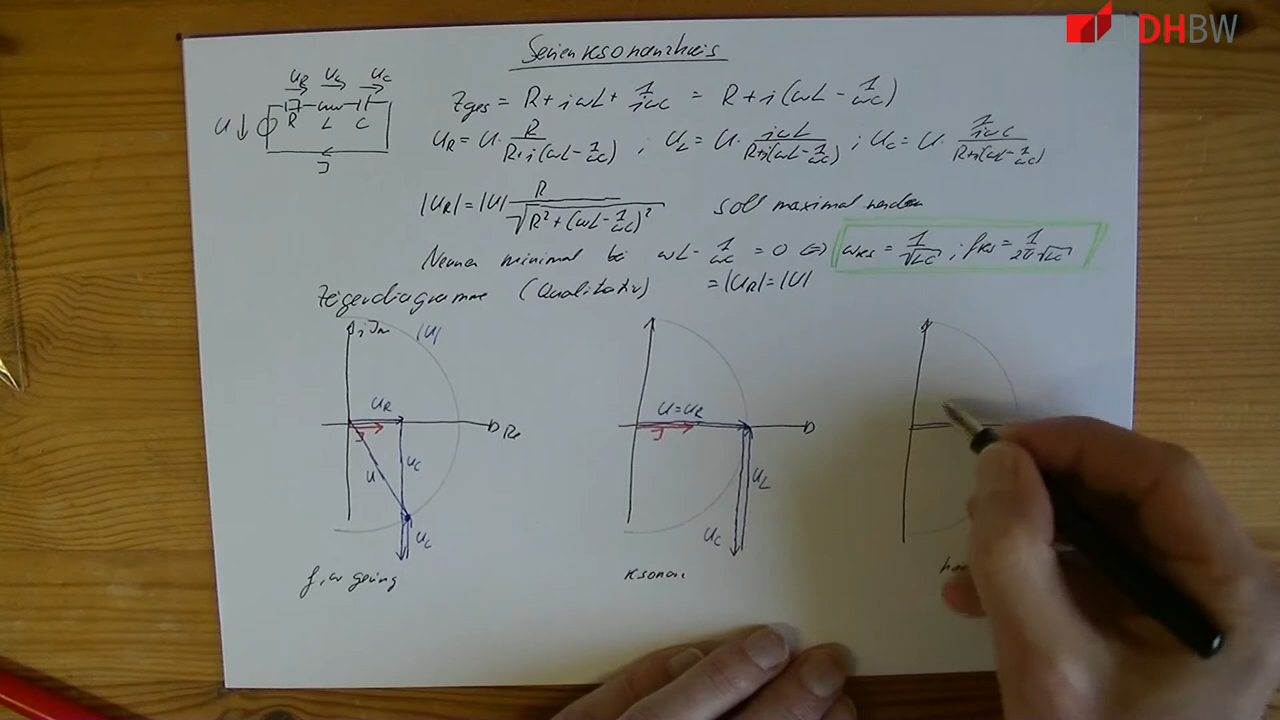 DHBW
Serienresonanzkreis
U_R U_L U_C
U R L C
I
Z_ges = R + iωL + 1/(iωC) = R + i(ωL - 1/(ωC))
U_R = U · R/(R+i(ωL - 1/(ωC))) ; U_L = U · iωL/(R+i(ωL - 1/(ωC))) ; U_C = U · (1/(iωC))/(R+i(ωL - 1/(ωC)))
|U_R| = |U| R/√(R² + (ωL - 1/(ωC))²) soll maximal werden
Nenner minimal bei ωL - 1/(ωC) = 0 ⇔ ω_RES = 1/√(LC) ; f_RES = 1/(2π√(LC))
Zeigerdiagramme (Qualitativ) ⇒ |U_R| = |U|
iIm |U|
U_R
I Re
U_C
U
U_L
f, ω gering
U = U_R
I
U_L
U_C
Resonanz